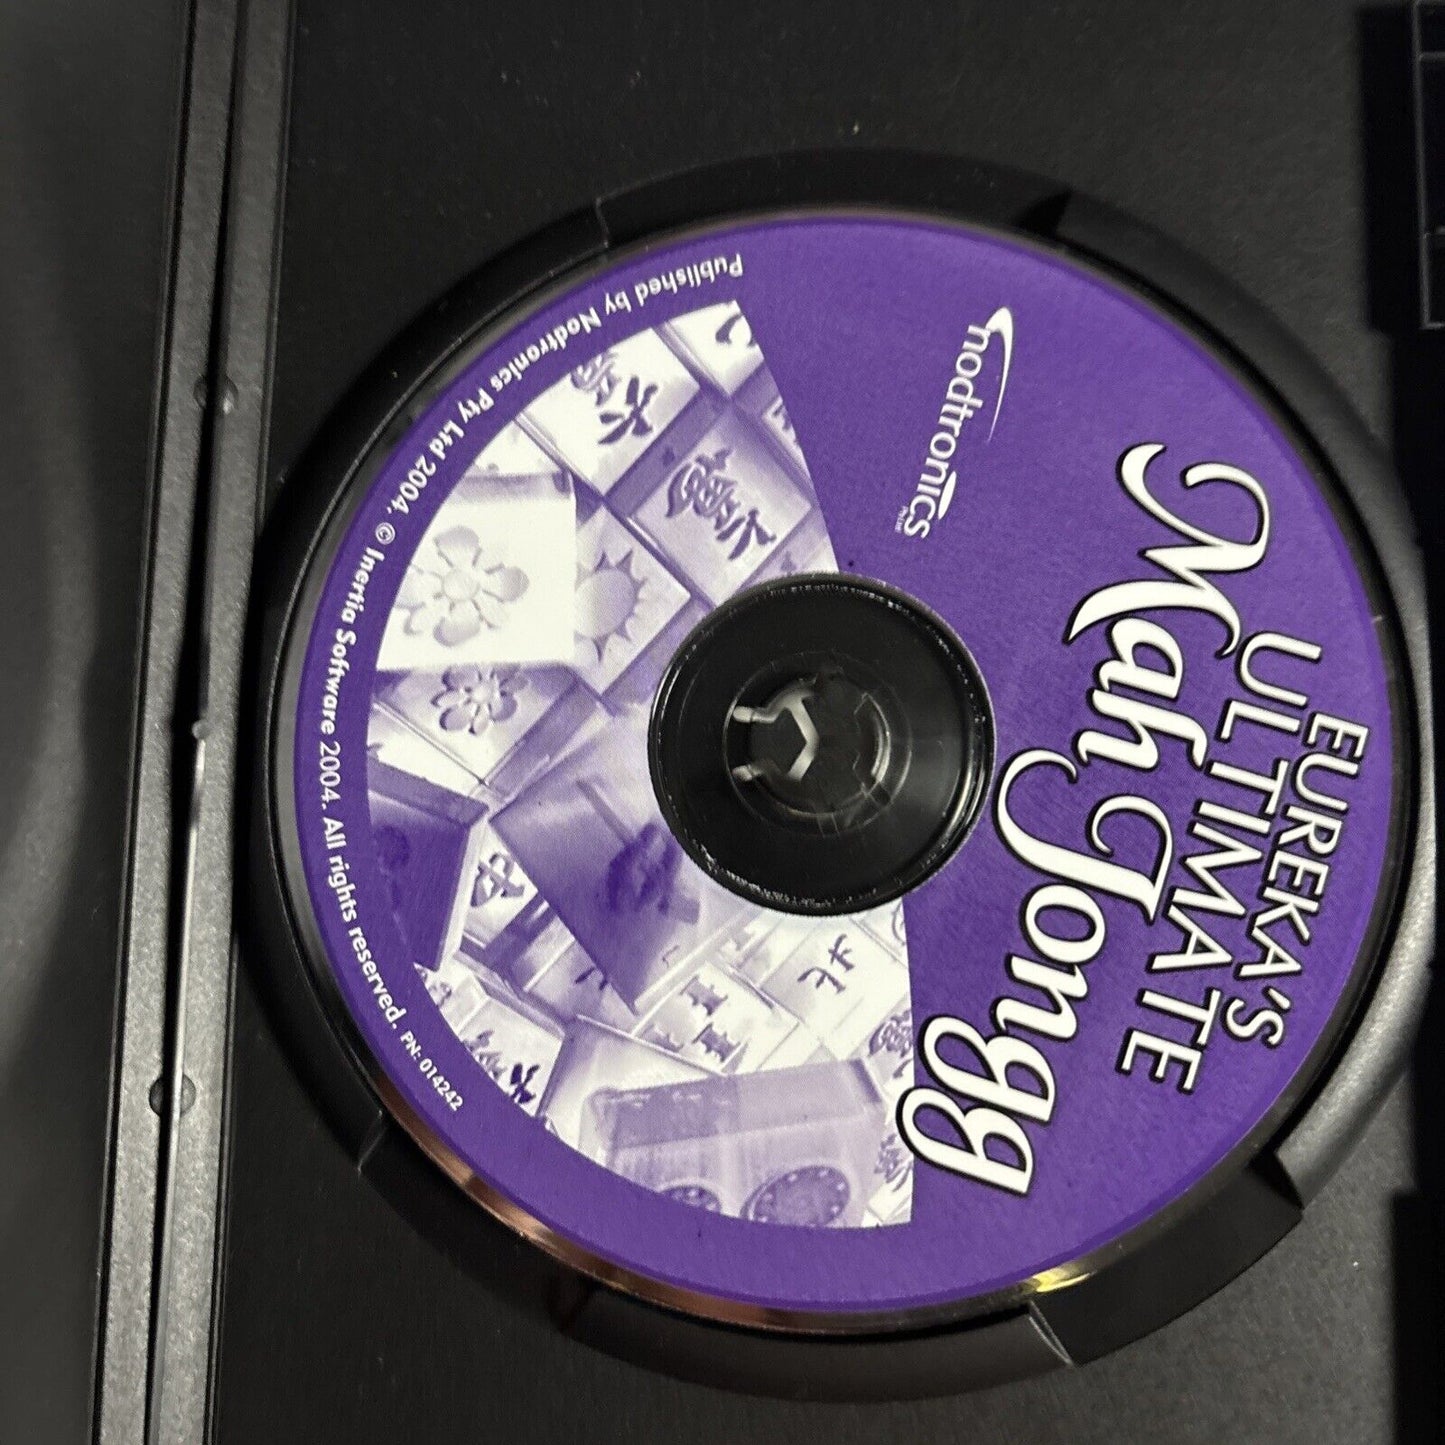 EUREKA'S
ULTIMATE
Mah Jongg
nodtronics
Published by Nodtronics Pty Ltd 2004. © Inertia Software 2004. All rights reserved. PN: 014242